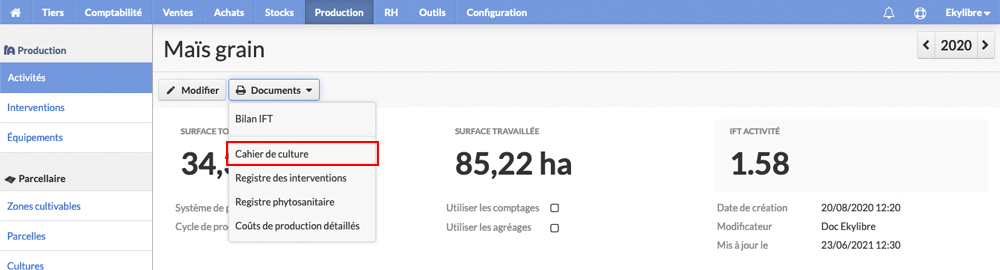 Tiers Comptabilité Ventes Achats Stocks Production RH Outils Configuration Ekylibre
Production
Activités
Interventions
Équipements
Parcellaire
Zones cultivables
Parcelles
Cultures
Maïs grain
2020
Modifier Documents
Bilan IFT
Cahier de culture
Registre des interventions
Registre phytosanitaire
Coûts de production détaillés
SURFACE TO
34,
Système de p
Cycle de pro
SURFACE TRAVAILLÉE
85,22 ha
Utiliser les comptages
Utiliser les agréages
IFT ACTIVITÉ
1.58
Date de création 20/08/2020 12:20
Modificateur Doc Ekylibre
Mis à jour le 23/06/2021 12:30